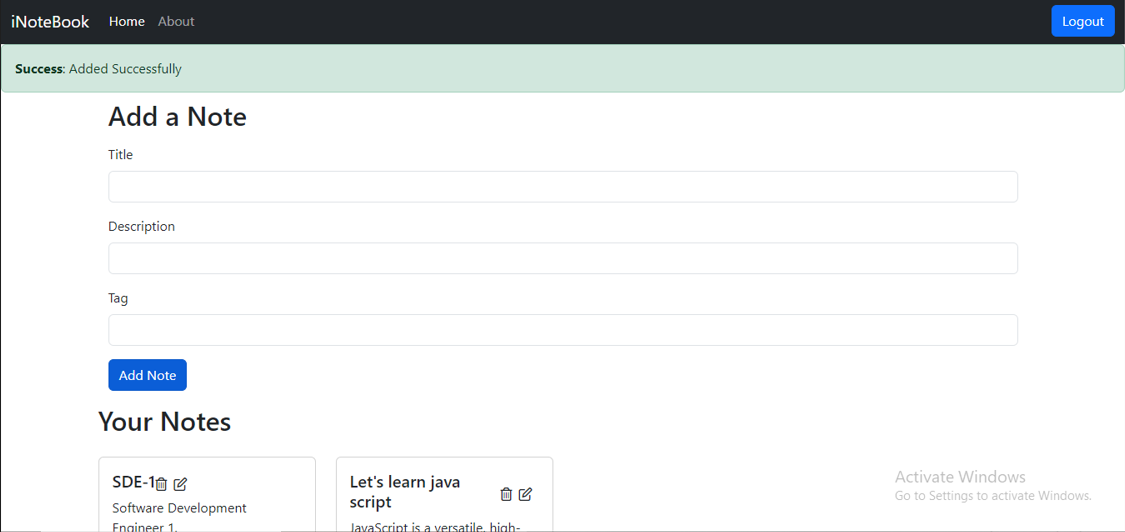 iNoteBook Home About Logout
Success: Added Successfully
Add a Note
Title
Description
Tag
Add Note
Your Notes
SDE-1
Software Development
Engineer 1.
Let's learn java
script
JavaScript is a versatile, high-
Activate Windows
Go to Settings to activate Windows.